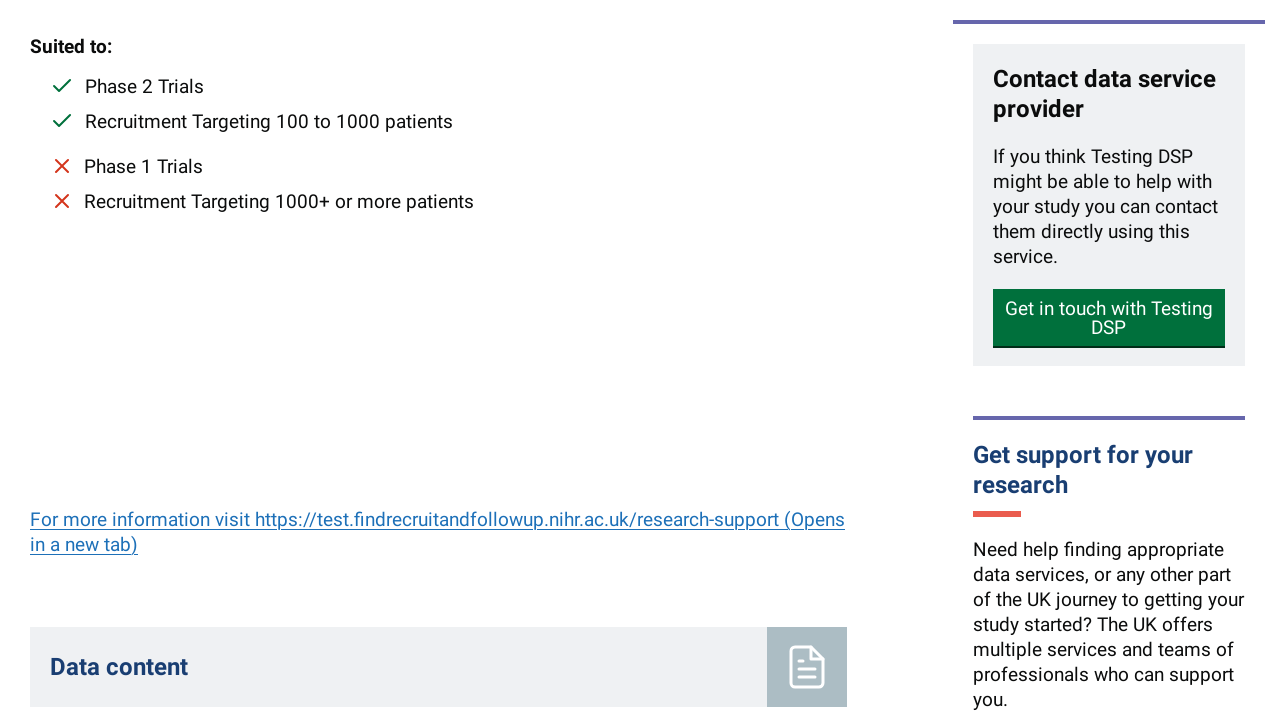 Suited to:
Phase 2 Trials
Recruitment Targeting 100 to 1000 patients
Phase 1 Trials
Recruitment Targeting 1000+ or more patients
For more information visit https://test.findrecruitandfollowup.nihr.ac.uk/research-support (Opens
in a new tab)
Data content
Contact data service
provider
If you think Testing DSP
might be able to help with
your study you can contact
them directly using this
service.
Get in touch with Testing
DSP
Get support for your
research
Need help finding appropriate
data services, or any other part
of the UK journey to getting your
study started? The UK offers
multiple services and teams of
professionals who can support
you.